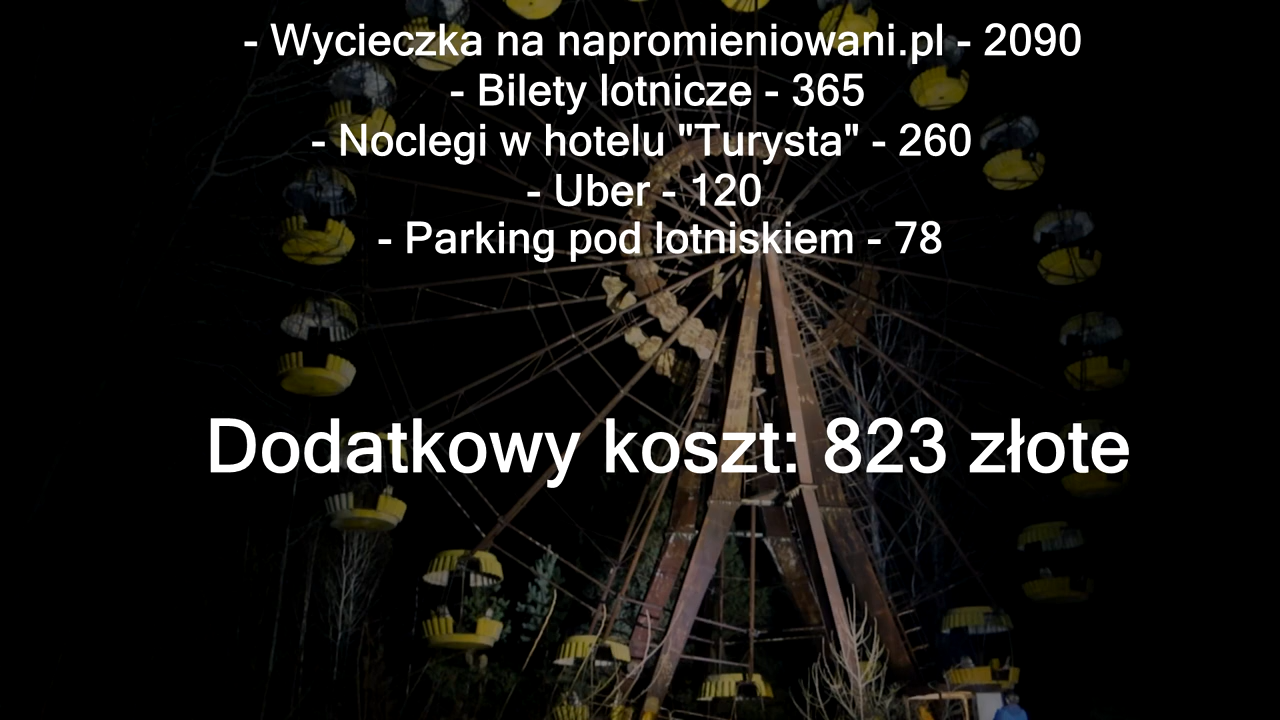 - Wycieczka na napromieniowani.pl - 2090
- Bilety lotnicze - 365
- Noclegi w hotelu "Turysta" - 260
- Uber - 120
- Parking pod lotniskiem - 78
Dodatkowy koszt: 823 złote